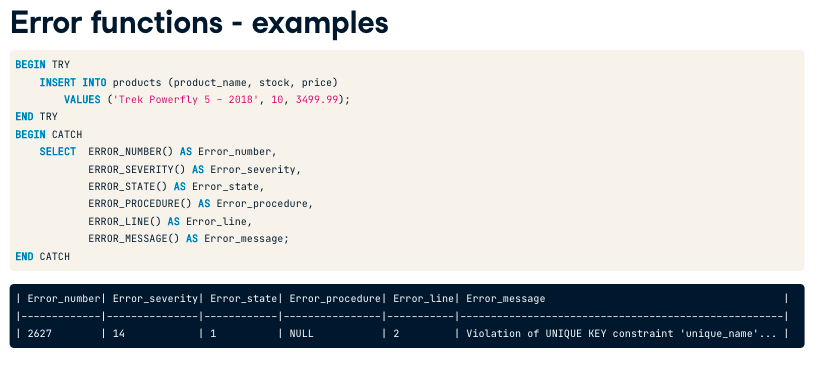 Error functions - examples
BEGIN TRY
    INSERT INTO products (product_name, stock, price)
        VALUES ('Trek Powerfly 5 - 2018', 10, 3499.99);
END TRY
BEGIN CATCH
    SELECT  ERROR_NUMBER() AS Error_number,
            ERROR_SEVERITY() AS Error_severity,
            ERROR_STATE() AS Error_state,
            ERROR_PROCEDURE() AS Error_procedure,
            ERROR_LINE() AS Error_line,
            ERROR_MESSAGE() AS Error_message;
END CATCH
| Error_number| Error_severity| Error_state| Error_procedure| Error_line| Error_message                                       |
|-------------|---------------|------------|----------------|-----------|-----------------------------------------------------|
| 2627        | 14            | 1          | NULL           | 2         | Violation of UNIQUE KEY constraint 'unique_name'... |